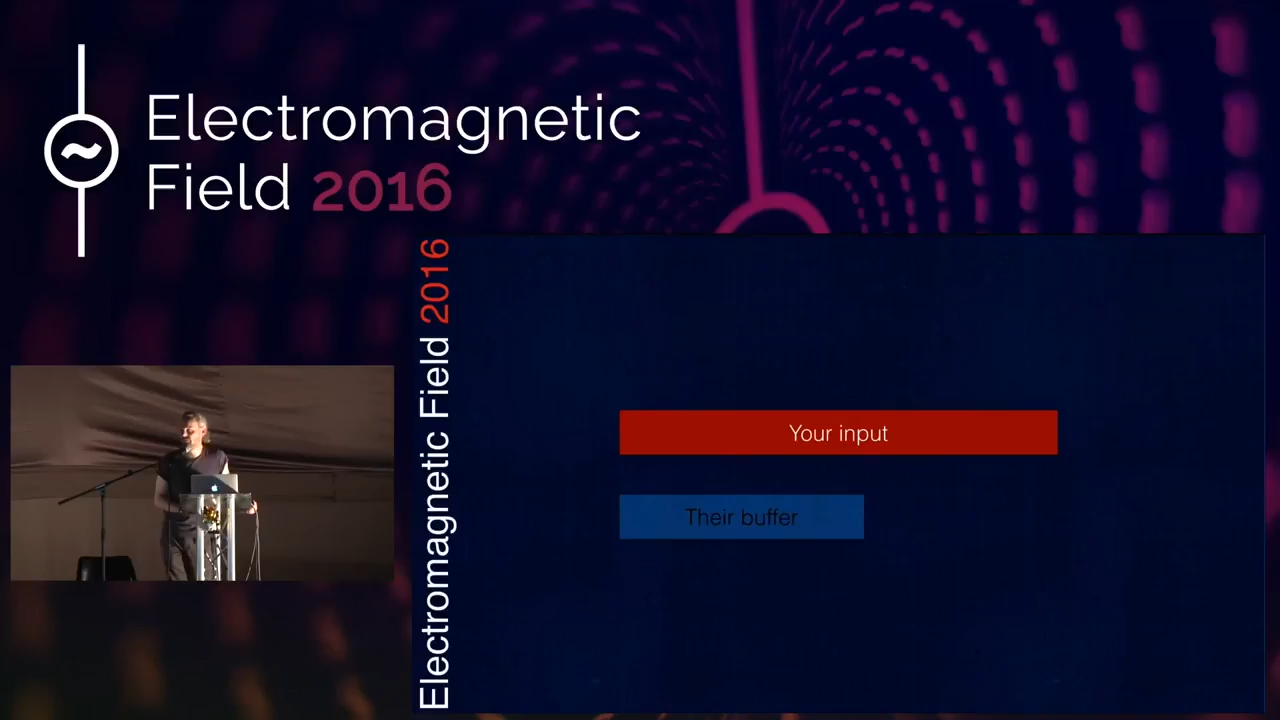 Electromagnetic
Field 2016
Electromagnetic Field 2016
Your input
Their buffer